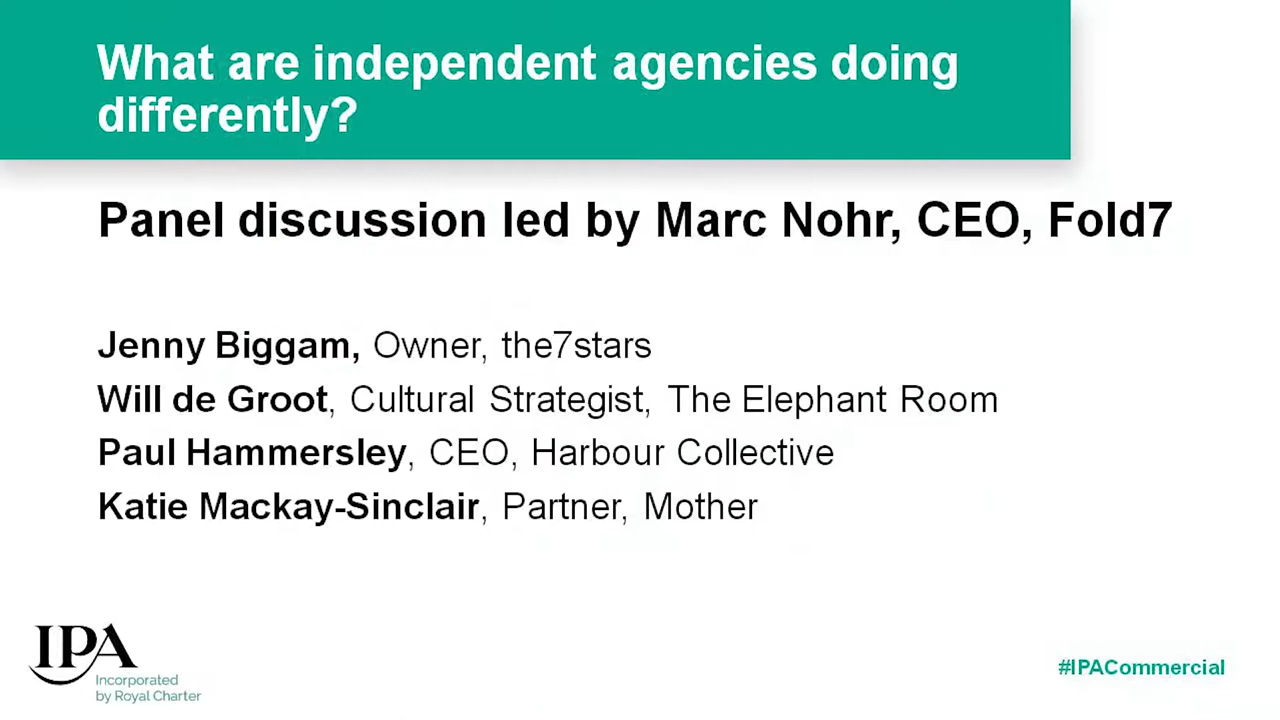 What are independent agencies doing
differently?
Panel discussion led by Marc Nohr, CEO, Fold7
Jenny Biggam, Owner, the7stars
Will de Groot, Cultural Strategist, The Elephant Room
Paul Hammersley, CEO, Harbour Collective
Katie Mackay-Sinclair, Partner, Mother
IPA
Incorporated
by Royal Charter
#IPACommercial